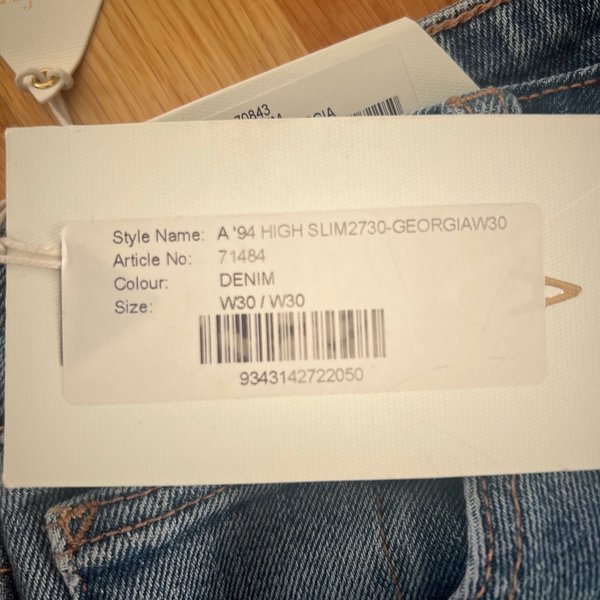 70843
Style Name: A '94 HIGH SLIM2730-GEORGIAW30
Article No: 71484
Colour: DENIM
Size: W30 / W30
9343142722050